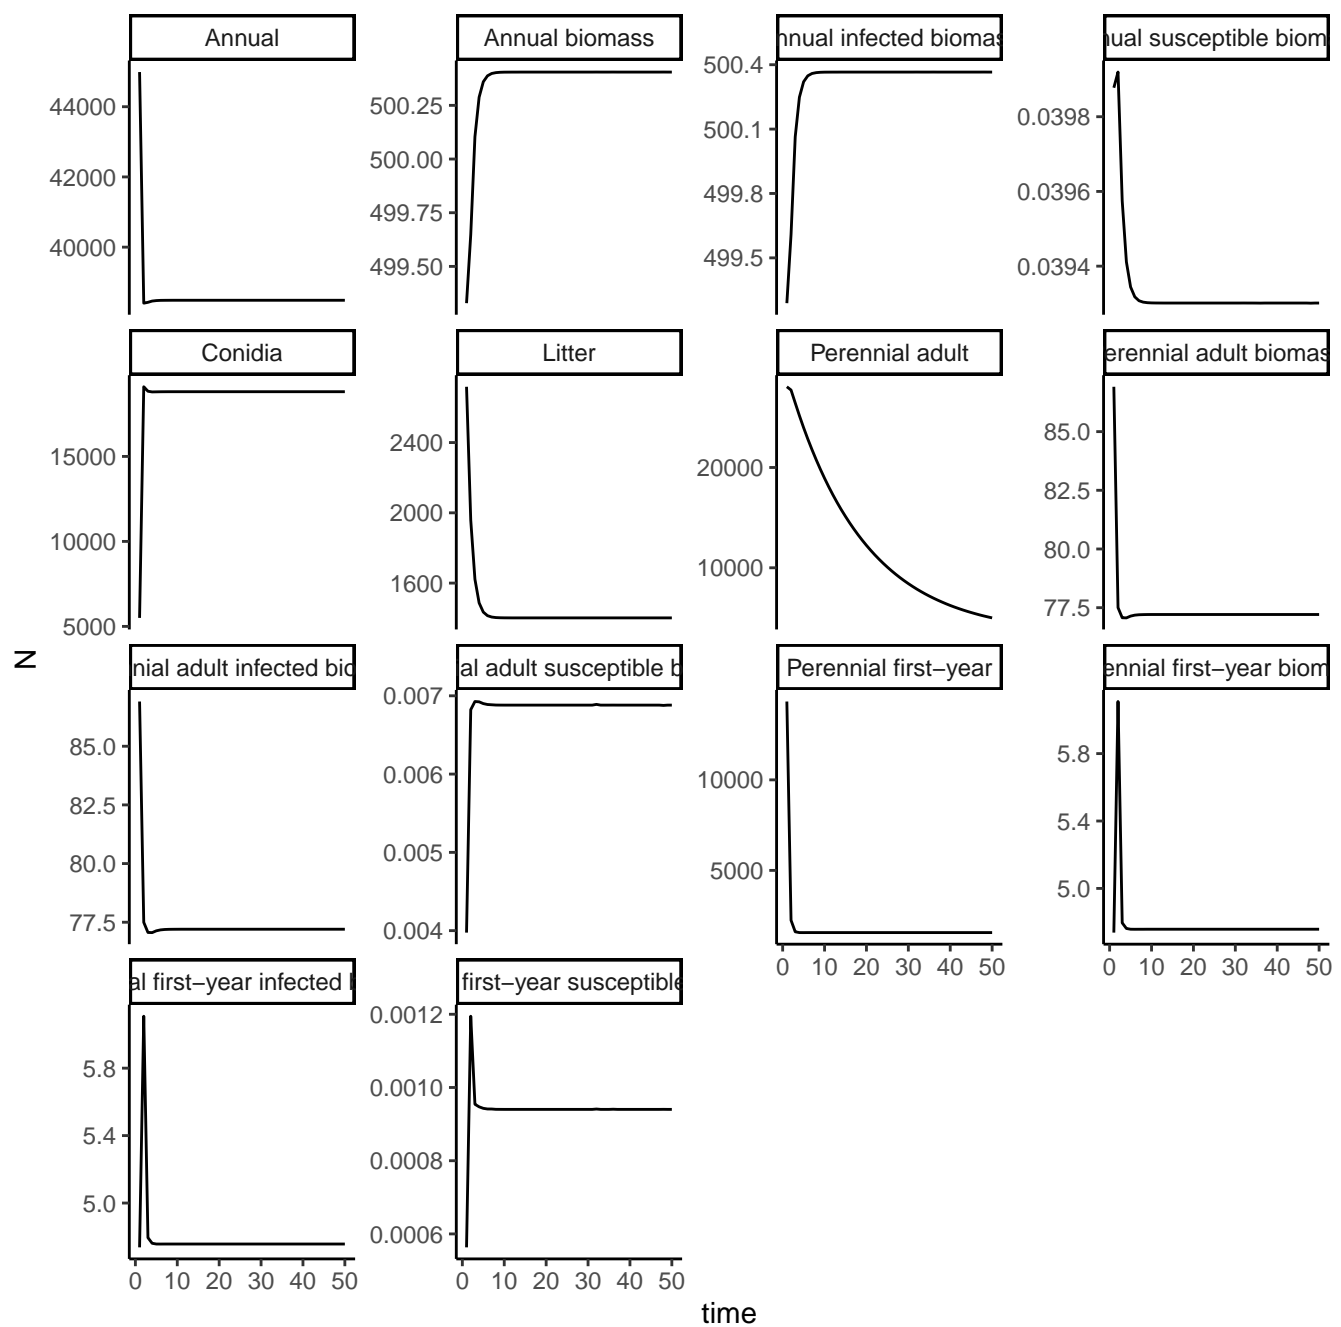 Annual
Annual biomass
nnual infected biomas
nual susceptible biom
44000
42000
40000
500.25
500.00
499.75
499.50
500.4
500.1
499.8
499.5
0.0398
0.0396
0.0394
Conidia
Litter
Perennial adult
erennial adult biomas
15000
10000
5000
2400
2000
1600
20000
10000
85.0
82.5
80.0
77.5
nial adult infected bio
al adult susceptible b
Perennial first−year
ennial first−year biom
85.0
82.5
80.0
77.5
0.007
0.006
0.005
0.004
10000
5000
5.8
5.4
5.0
0 10 20 30 40 50
0 10 20 30 40 50
al first−year infected b
first−year susceptible
5.8
5.4
5.0
0.0012
0.0010
0.0008
0.0006
0 10 20 30 40 50
0 10 20 30 40 50
N
time